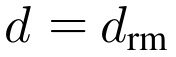 d = d_rm